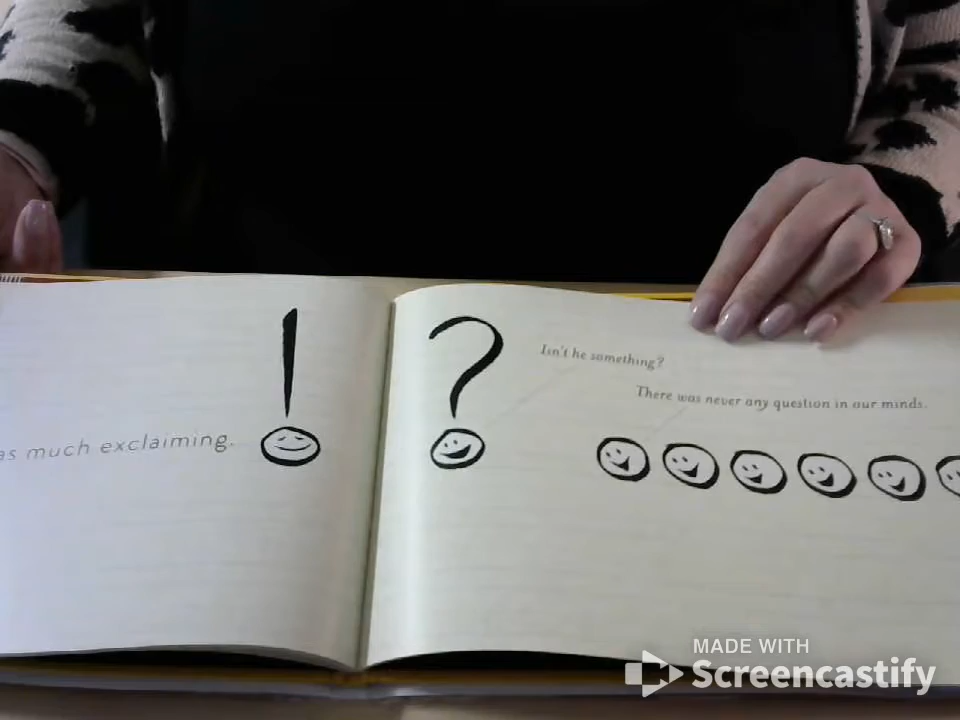 as much exclaiming.
!
?
Isn't he something?
There was never any question in our minds.
MADE WITH
Screencastify